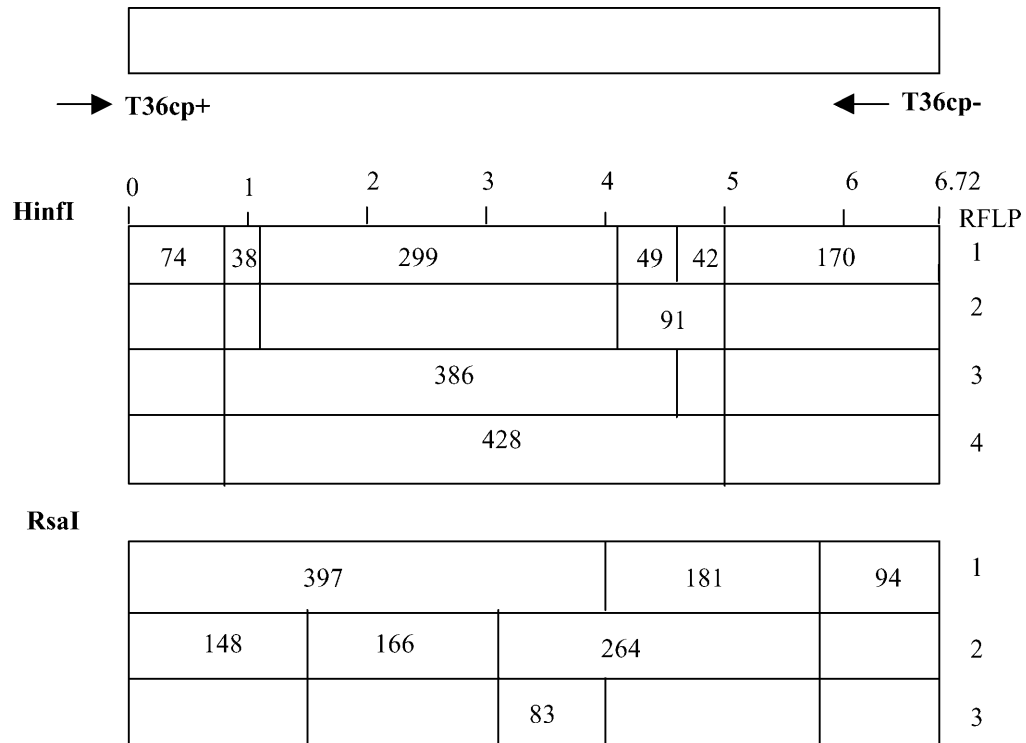 T36cp+ T36cp-
0 1 2 3 4 5 6 6.72
HinfI RFLP
74 38 299 49 42 170 1
91 2
386 3
428 4
RsaI
397 181 94 1
148 166 264 2
83 3